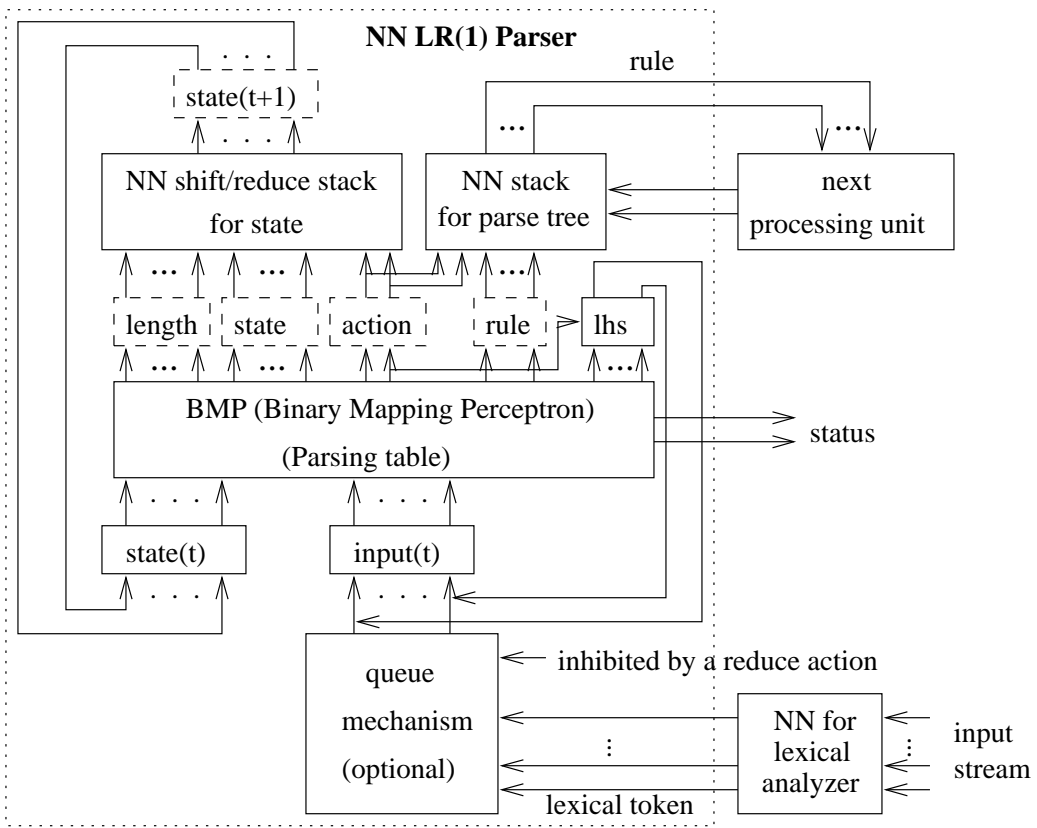 NN LR(1) Parser
rule
state(t+1)
NN shift/reduce stack
for state
NN stack
for parse tree
next
processing unit
length
state
action
rule
lhs
BMP (Binary Mapping Perceptron)
(Parsing table)
status
state(t)
input(t)
queue
mechanism
(optional)
inhibited by a reduce action
NN for
lexical
analyzer
input
stream
lexical token